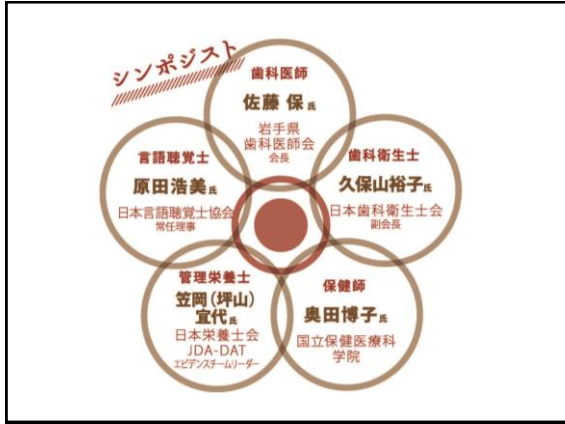 シンポジスト
歯科医師
佐藤 保氏
岩手県
歯科医師会
会長
言語聴覚士
原田浩美氏
日本言語聴覚士協会
常任理事
歯科衛生士
久保山裕子氏
日本歯科衛生士会
副会長
管理栄養士
笠岡(坪山)
宜代氏
日本栄養士会
JDA-DAT
エビデンスチームリーダー
保健師
奥田博子氏
国立保健医療科
学院